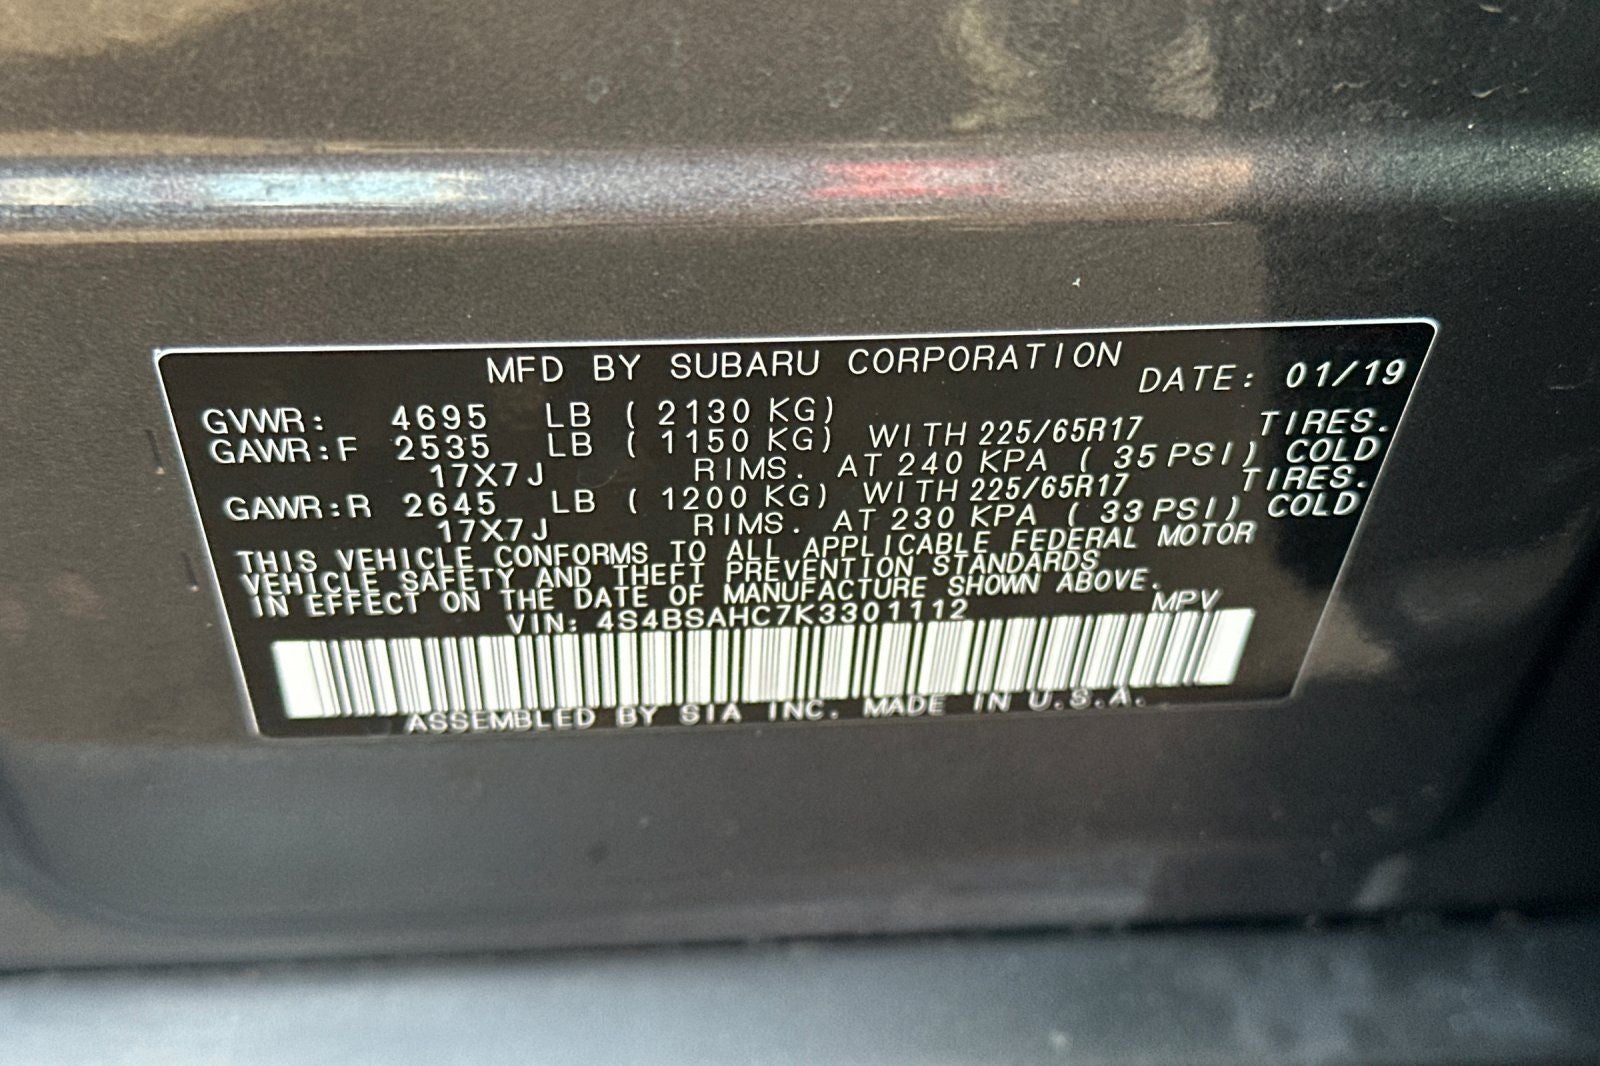 MFD BY SUBARU CORPORATION DATE: 01/19
GVWR: 4695 LB ( 2130 KG)
GAWR:F 2535 LB ( 1150 KG) WITH 225/65R17 TIRES.
17X7J RIMS. AT 240 KPA ( 35 PSI) COLD
GAWR:R 2645 LB ( 1200 KG) WITH 225/65R17 TIRES.
17X7J RIMS. AT 230 KPA ( 33 PSI) COLD
THIS VEHICLE CONFORMS TO ALL APPLICABLE FEDERAL MOTOR
VEHICLE SAFETY AND THEFT PREVENTION STANDARDS
IN EFFECT ON THE DATE OF MANUFACTURE SHOWN ABOVE.
VIN: 4S4BSAHC7K3301112 MPV
ASSEMBLED BY SIA INC. MADE IN U.S.A.